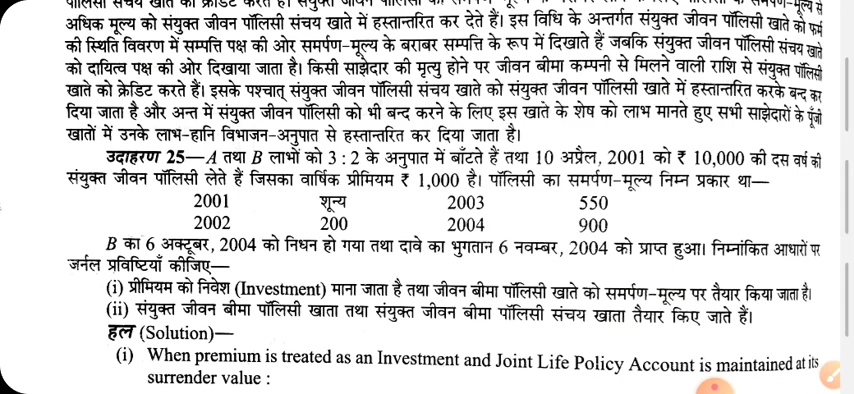 अधिक मूल्य को संयुक्त जीवन पॉलिसी संचय खाते में हस्तान्तरित कर देते हैं। इस विधि के अन्तर्गत संयुक्त जीवन पॉलिसी खाते को फर्म
की स्थिति विवरण में सम्पत्ति पक्ष की ओर समर्पण-मूल्य के बराबर सम्पत्ति के रूप में दिखाते हैं जबकि संयुक्त जीवन पॉलिसी संचय खाते
को दायित्व पक्ष की ओर दिखाया जाता है। किसी साझेदार की मृत्यु होने पर जीवन बीमा कम्पनी से मिलने वाली राशि से संयुक्त पॉलिसी
खाते को क्रेडिट करते हैं। इसके पश्चात् संयुक्त जीवन पॉलिसी संचय खाते को संयुक्त जीवन पॉलिसी खाते में हस्तान्तरित करके बन्द कर
दिया जाता है और अन्त में संयुक्त जीवन पॉलिसी को भी बन्द करने के लिए इस खाते के शेष को लाभ मानते हुए सभी साझेदारों के पूँजी
खातों में उनके लाभ-हानि विभाजन-अनुपात से हस्तान्तरित कर दिया जाता है।
उदाहरण 25—A तथा B लाभों को 3 : 2 के अनुपात में बाँटते हैं तथा 10 अप्रैल, 2001 को ₹ 10,000 की दस वर्ष की
संयुक्त जीवन पॉलिसी लेते हैं जिसका वार्षिक प्रीमियम ₹ 1,000 है। पॉलिसी का समर्पण-मूल्य निम्न प्रकार था—
2001 शून्य 2003 550
2002 200 2004 900
B का 6 अक्टूबर, 2004 को निधन हो गया तथा दावे का भुगतान 6 नवम्बर, 2004 को प्राप्त हुआ। निम्नांकित आधारों पर
जर्नल प्रविष्टियाँ कीजिए—
(i) प्रीमियम को निवेश (Investment) माना जाता है तथा जीवन बीमा पॉलिसी खाते को समर्पण-मूल्य पर तैयार किया जाता है।
(ii) संयुक्त जीवन बीमा पॉलिसी खाता तथा संयुक्त जीवन बीमा पॉलिसी संचय खाता तैयार किए जाते हैं।
हल (Solution)—
(i) When premium is treated as an Investment and Joint Life Policy Account is maintained at its
surrender value :